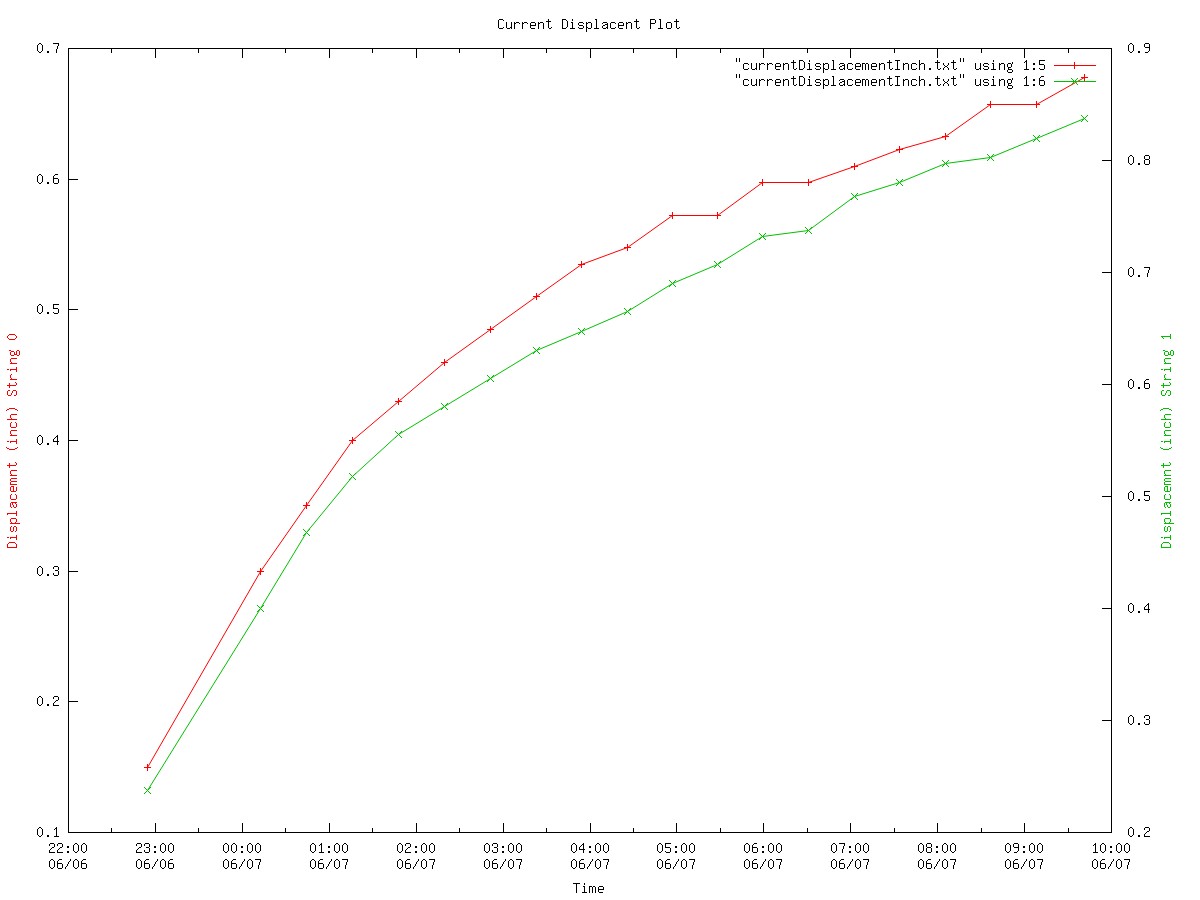 Current Displacent Plot
"currentDisplacementInch.txt" using 1:5
"currentDisplacementInch.txt" using 1:6
0.7
0.6
0.5
0.4
0.3
0.2
0.1
Displacemnt (inch) String 0
0.9
0.8
0.7
0.6
0.5
0.4
0.3
0.2
Displacemnt (inch) String 1
22:00 23:00 00:00 01:00 02:00 03:00 04:00 05:00 06:00 07:00 08:00 09:00 10:00
06/06 06/06 06/07 06/07 06/07 06/07 06/07 06/07 06/07 06/07 06/07 06/07 06/07
Time